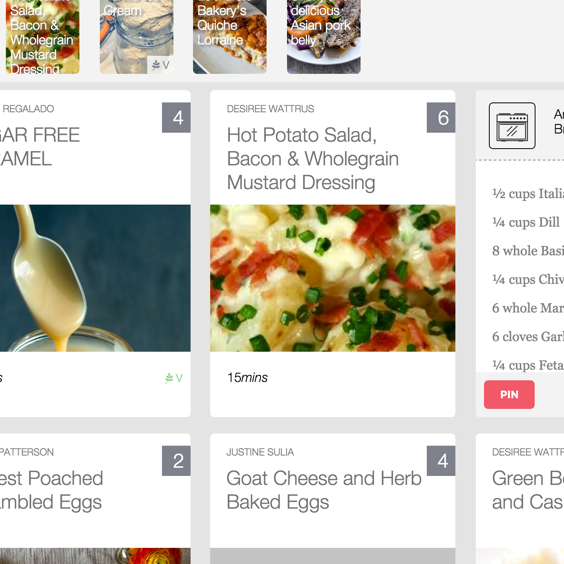 Salad,
Bacon &
Wholegrain
Mustard
Dressing
Cream
V
Bakery's
Quiche
Lorraine
delicious
Asian pork
belly
REGALADO
4
AR FREE
AMEL
V
DESIREE WATTRUS
6
Hot Potato Salad,
Bacon & Wholegrain
Mustard Dressing
15mins
½ cups Itali
¼ cups Dill
8 whole Basi
¼ cups Chiv
6 whole Mar
6 cloves Garl
¼ cups Feta
PIN
PATTERSON
2
est Poached
mbled Eggs
JUSTINE SULIA
4
Goat Cheese and Herb
Baked Eggs
DESIREE WATTR
Green B
and Cas